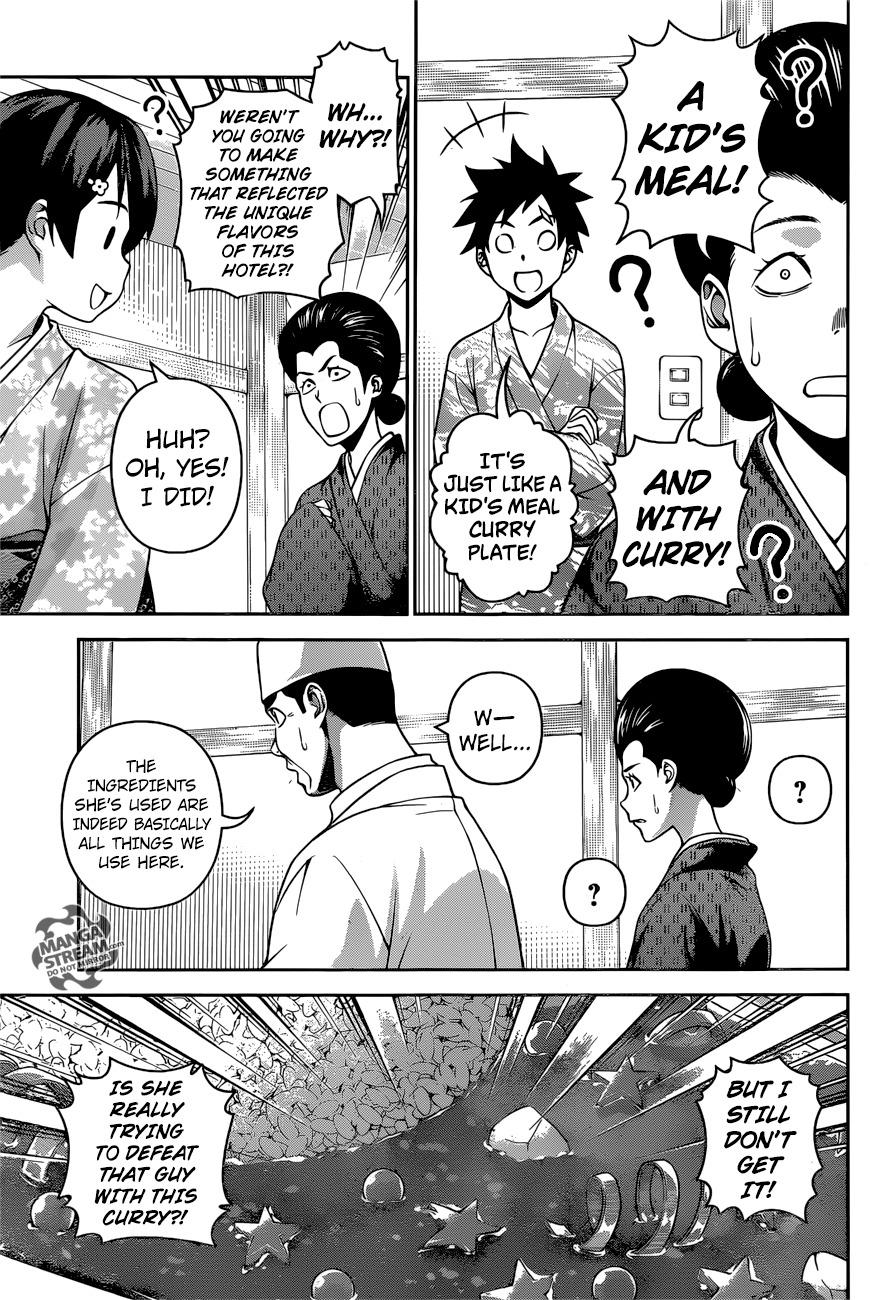 A
KID'S
MEAL!
?
?
IT'S
JUST LIKE A
KID'S MEAL
CURRY
PLATE!
AND
WITH
CURRY!
?
WH...
WHY?!
WEREN'T
YOU GOING
TO MAKE
SOMETHING
THAT REFLECTED
THE UNIQUE
FLAVORS
OF THIS
HOTEL?!
?
HUH?
OH, YES!
I DID!
?
?
W—
WELL...
THE
INGREDIENTS
SHE'S USED ARE
INDEED BASICALLY
ALL THINGS WE
USE HERE.
MANGA
STREAM.com
DO NOT MIRROR
BUT I
STILL
DON'T
GET
IT!
IS SHE
REALLY
TRYING
TO DEFEAT
THAT GUY
WITH THIS
CURRY?!